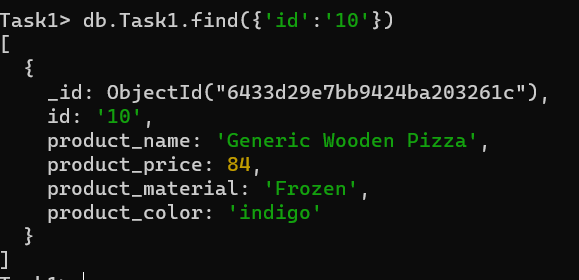 Task1> db.Task1.find({'id':'10'})
[
  {
    _id: ObjectId("6433d29e7bb9424ba203261c"),
    id: '10',
    product_name: 'Generic Wooden Pizza',
    product_price: 84,
    product_material: 'Frozen',
    product_color: 'indigo'
  }
]
Task1>